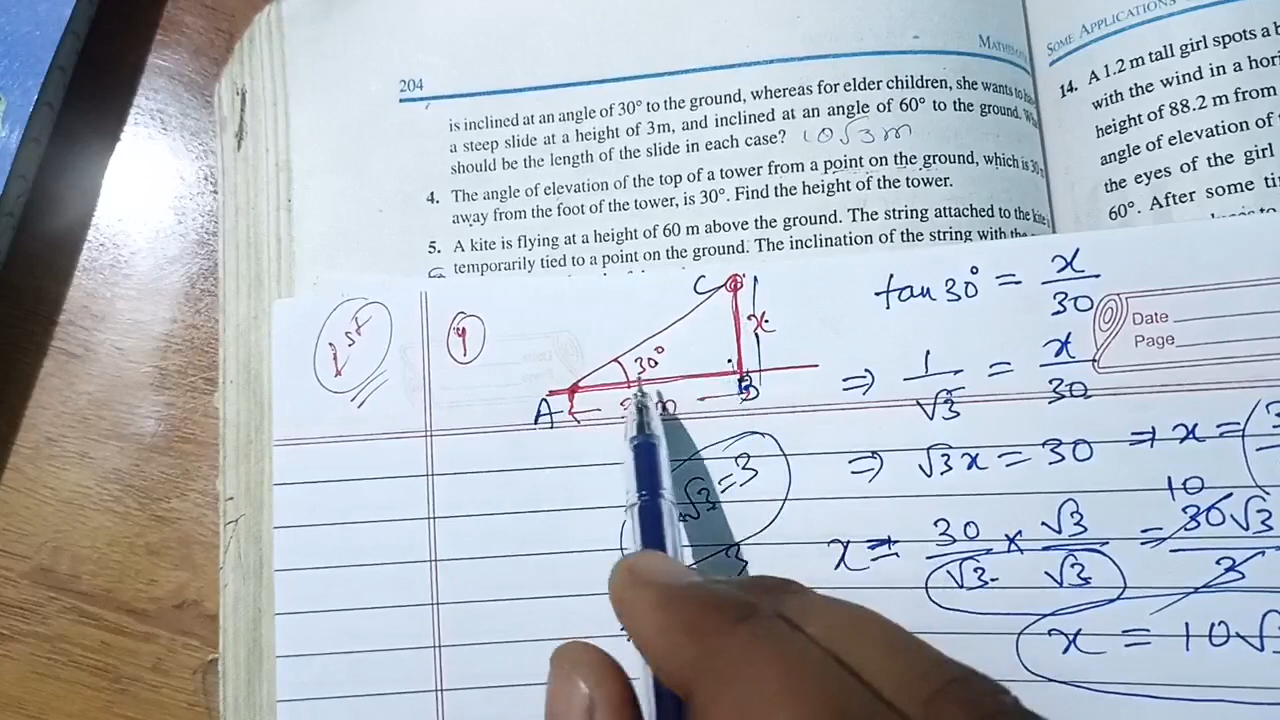 204
MATHEM
is inclined at an angle of 30° to the ground, whereas for elder children, she wants to
a steep slide at a height of 3m, and inclined at an angle of 60° to the ground.
should be the length of the slide in each case? 10√3 m
4. The angle of elevation of the top of a tower from a point on the ground, which is 30
away from the foot of the tower, is 30°. Find the height of the tower.
5. A kite is flying at a height of 60 m above the ground. The string attached to the kite
temporarily tied to a point on the ground. The inclination of the string with the
SOME APPLICATIONS
14. A 1.2 m tall girl spots a b
with the wind in a hor
height of 88.2 m from
angle of elevation of
the eyes of the girl
60°. After some ti
C
x
30°
A
B
tan 30° = x/30
⇒ 1/√3 = x/30
⇒ √3x = 30 ⇒ x =
x = 30/√3 × √3/√3 = 30√3/3
10
x = 10√
√3 = 3
Date
Page